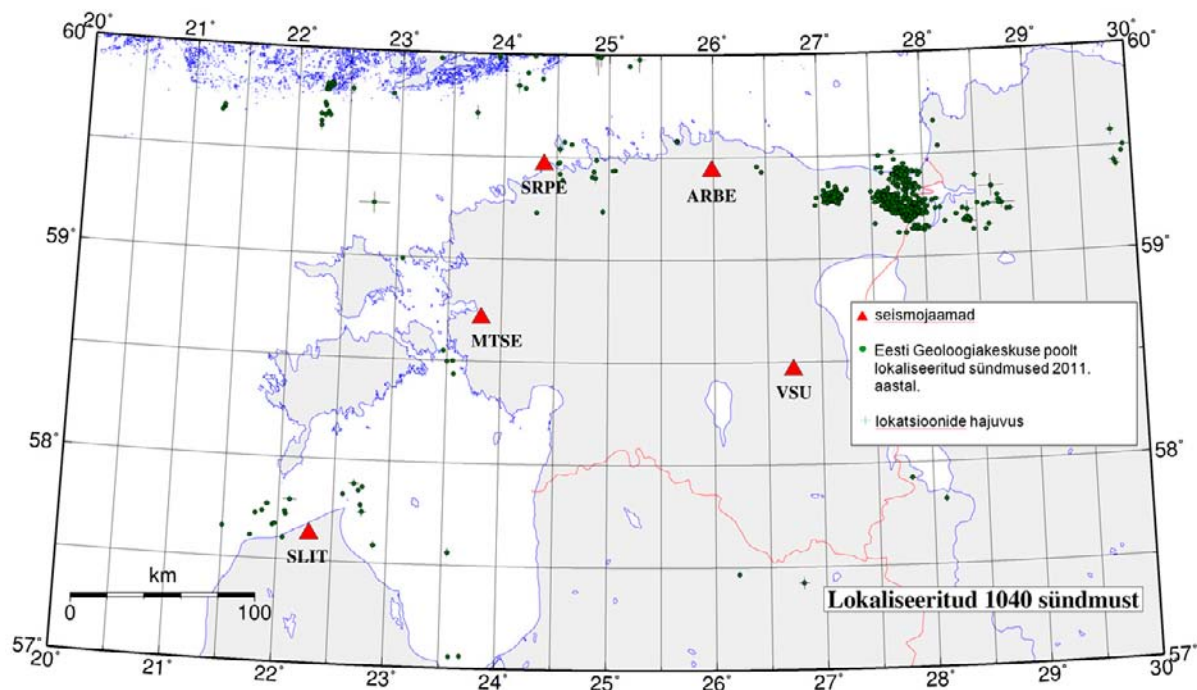 20° 21° 22° 23° 24° 25° 26° 27° 28° 29° 30°
60° 60°
SRPE
ARBE
59° 59°
MTSE
VSU
seismojaamad
Eesti Geoloogiakeskuse poolt
lokaliseeritud sündmused 2011.
aastal.
lokatsioonide hajuvus
58° 58°
SLIT
km
0 100
Lokaliseeritud 1040 sündmust
57° 57°
20° 21° 22° 23° 24° 25° 26° 27° 28° 29° 30°